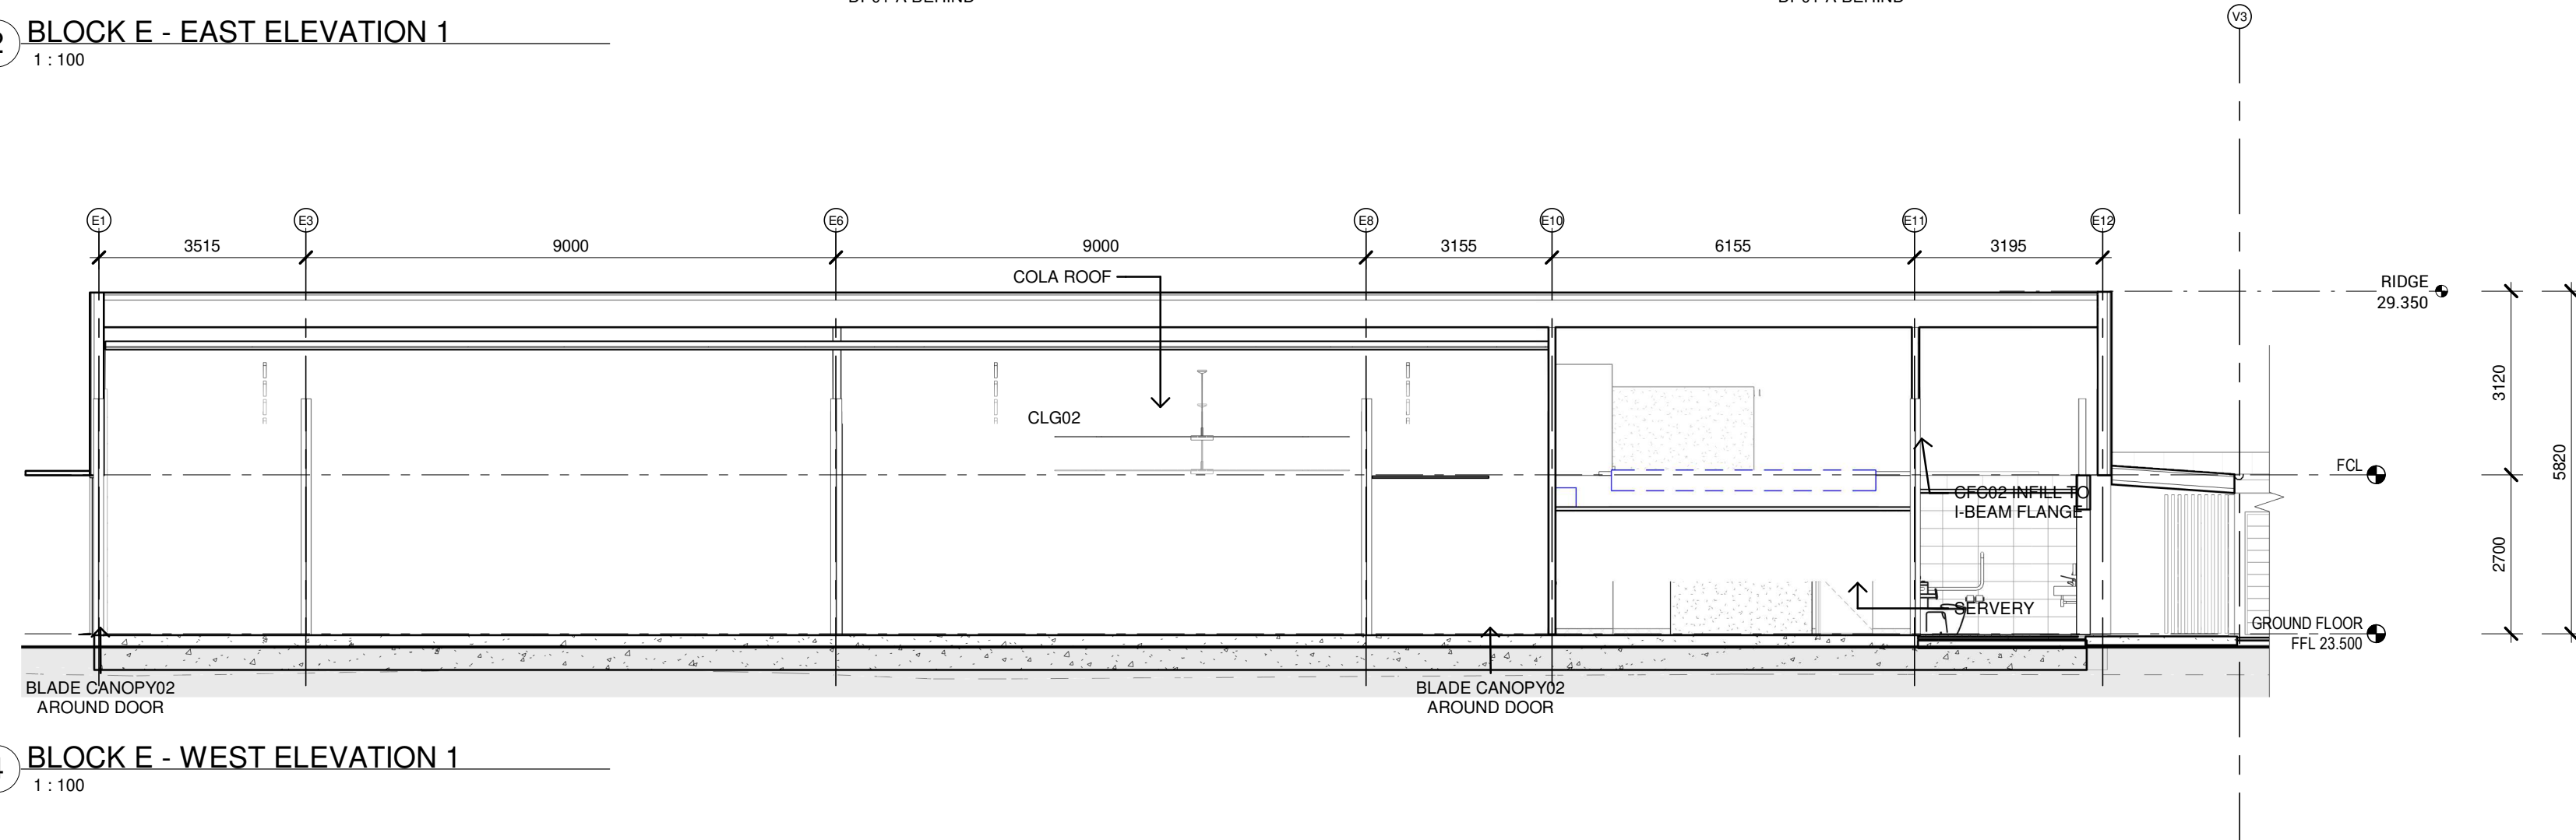 BLOCK E - EAST ELEVATION 1
1 : 100
V3
E1
E3
E6
E8
E10
E11
E12
3515
9000
9000
3155
6155
3195
COLA ROOF
RIDGE
29.350
CLG02
3120
FCL
5820
CFC02 INFILL TO
I-BEAM FLANGE
2700
SERVERY
GROUND FLOOR
FFL 23.500
BLADE CANOPY02
AROUND DOOR
BLADE CANOPY02
AROUND DOOR
BLOCK E - WEST ELEVATION 1
1 : 100